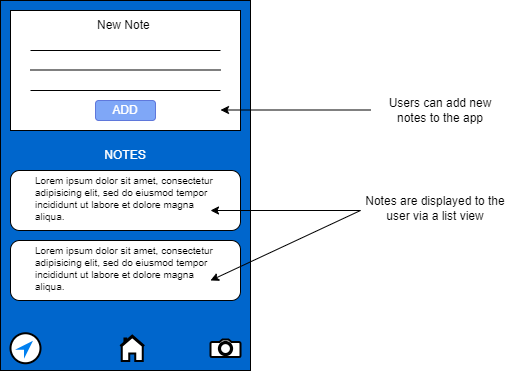 New Note
ADD
Users can add new
notes to the app
NOTES
Lorem ipsum dolor sit amet, consectetur
adipisicing elit, sed do eiusmod tempor
incididunt ut labore et dolore magna
aliqua.
Notes are displayed to the
user via a list view
Lorem ipsum dolor sit amet, consectetur
adipisicing elit, sed do eiusmod tempor
incididunt ut labore et dolore magna
aliqua.